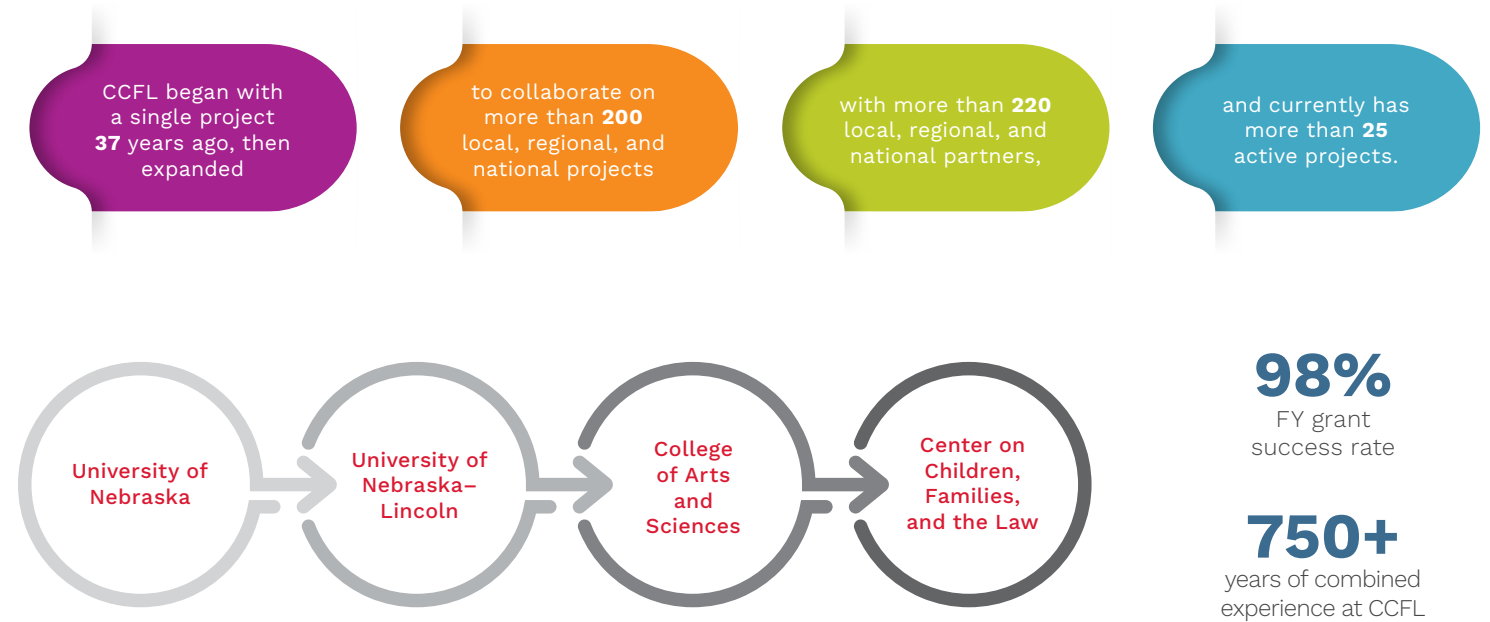 CCFL began with
a single project
37 years ago, then
expanded
to collaborate on
more than 200
local, regional, and
national projects
with more than 220
local, regional, and
national partners,
and currently has
more than 25
active projects.
University of
Nebraska
University of
Nebraska–
Lincoln
College
of Arts
and
Sciences
Center on
Children,
Families,
and the Law
98%
FY grant
success rate
750+
years of combined
experience at CCFL